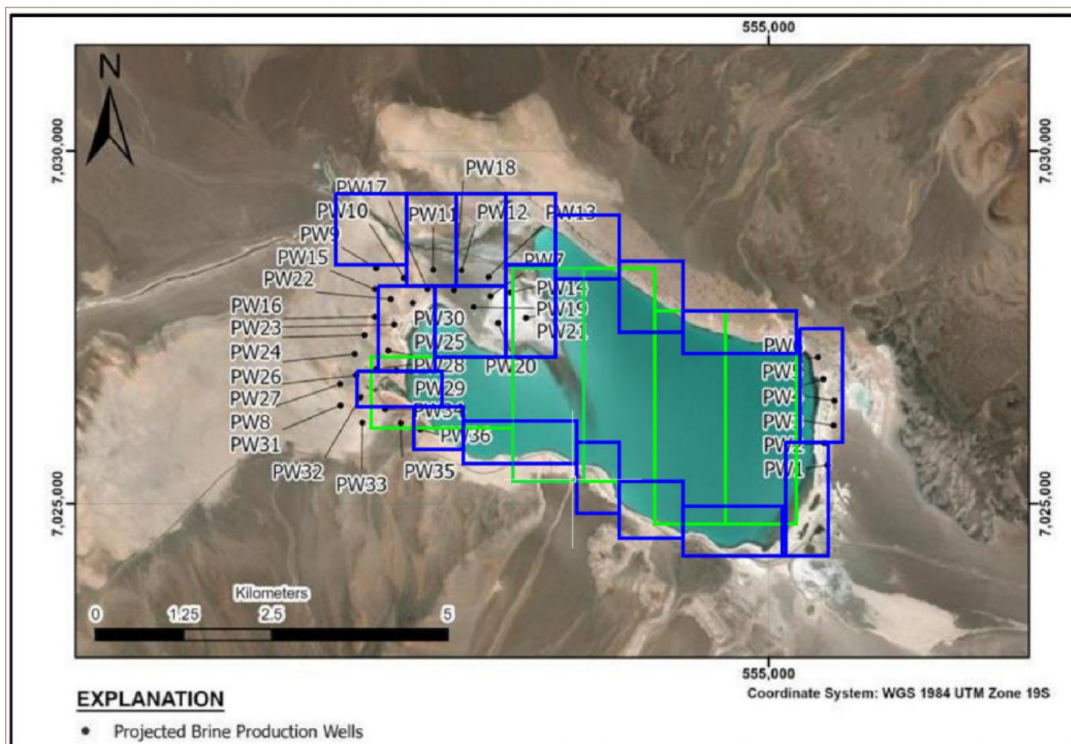 555,000
N
7,030,000
7,030,000
PW18
PW17
PW10
PW11
PW12
PW13
PW9
PW15
PW7
PW22
PW14
PW16
PW30
PW19
PW23
PW21
PW25
PW6
PW24
PW20
PW28
PW5
PW26
PW29
PW4
PW27
PW34
PW3
PW8
PW36
PW2
PW31
PW35
PW1
PW32
PW33
7,025,000
7,025,000
Kilometers
0 1.25 2.5 5
555,000
EXPLANATION
Coordinate System: WGS 1984 UTM Zone 19S
• Projected Brine Production Wells